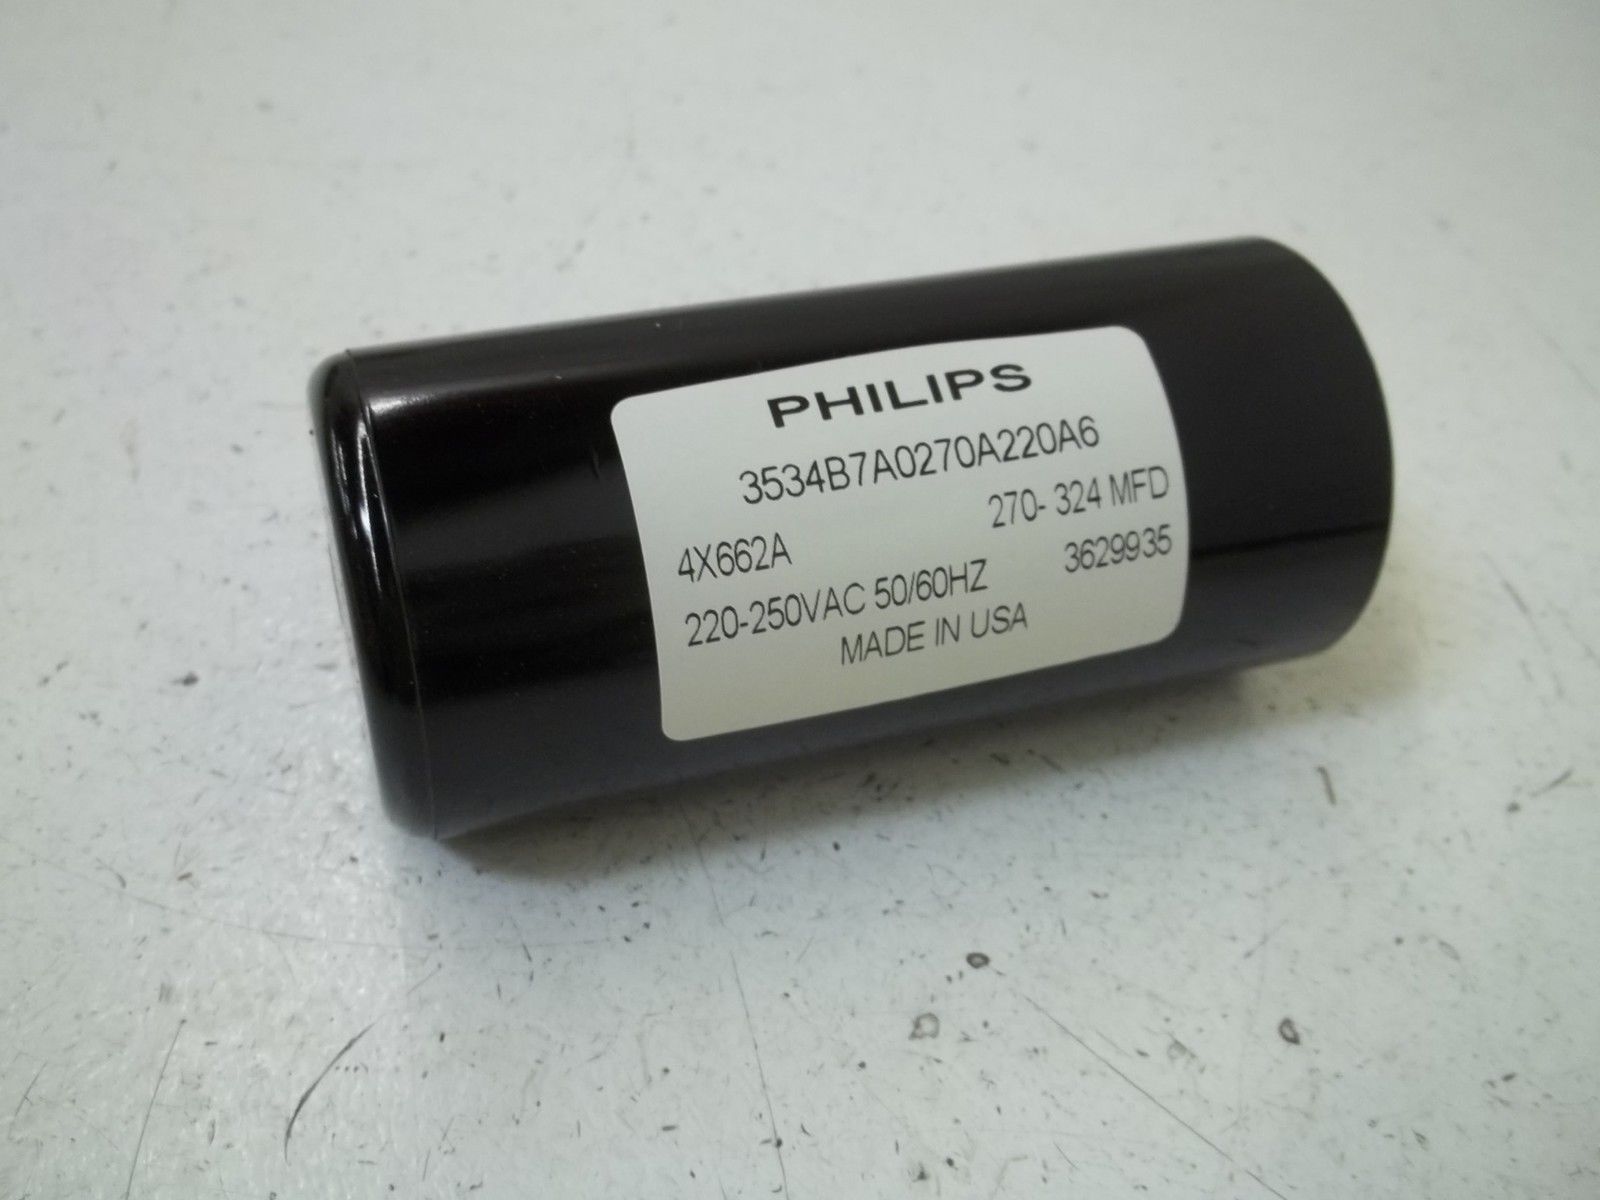 PHILIPS
3534B7A0270A220A6
4X662A 270- 324 MFD
220-250VAC 50/60HZ 3629935
MADE IN USA